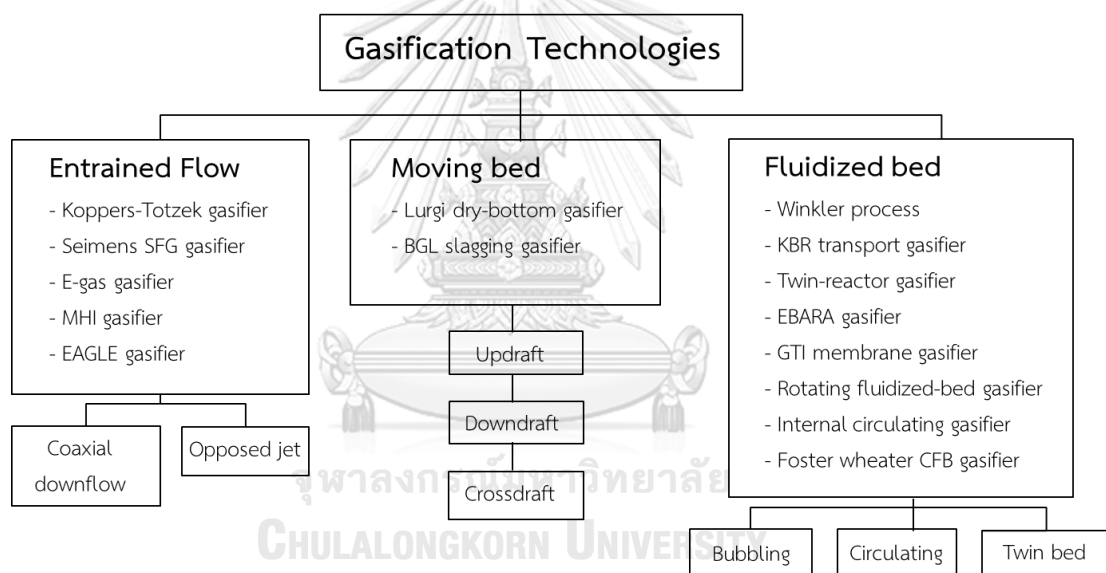 Gasification Technologies
Entrained Flow
- Koppers-Totzek gasifier
- Seimens SFG gasifier
- E-gas gasifier
- MHI gasifier
- EAGLE gasifier
Coaxial
downflow
Opposed jet
Moving bed
- Lurgi dry-bottom gasifier
- BGL slagging gasifier
Updraft
Downdraft
Crossdraft
Fluidized bed
- Winkler process
- KBR transport gasifier
- Twin-reactor gasifier
- EBARA gasifier
- GTI membrane gasifier
- Rotating fluidized-bed gasifier
- Internal circulating gasifier
- Foster wheater CFB gasifier
Bubbling
Circulating
Twin bed
จุฬาลงกรณ์มหาวิทยาลัย
CHULALONGKORN UNIVERSITY